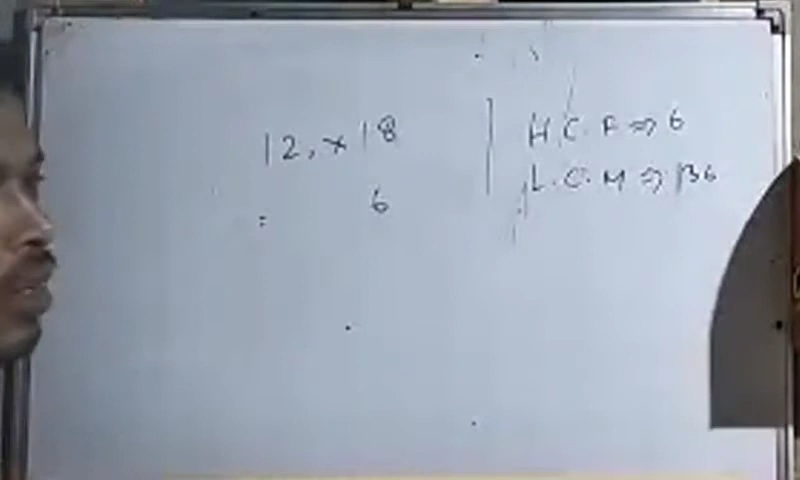 12, × 18
6
H.C.F ⇒ 6
L.C.M ⇒ 36